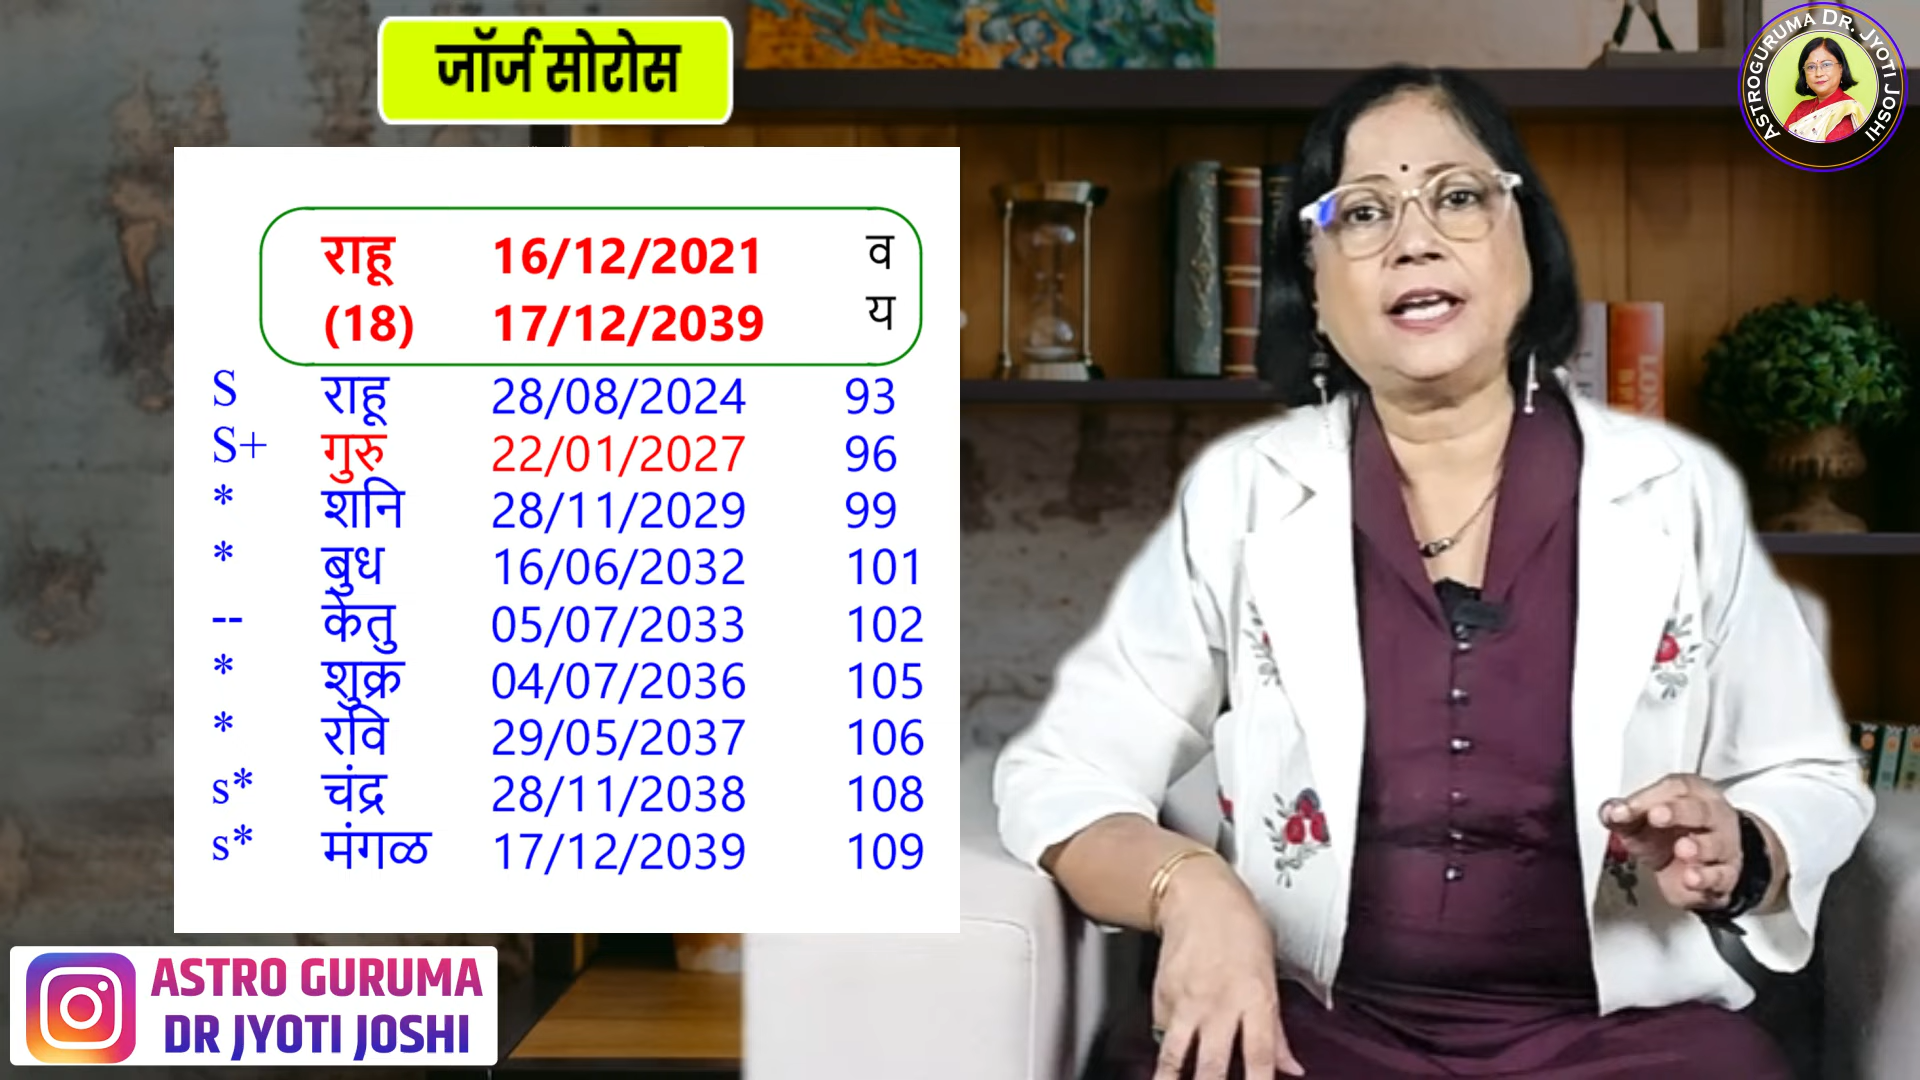 जॉर्ज सोरोस
ASTROGURUMA DR. JYOTI JOSHI
राहू 16/12/2021 व
(18) 17/12/2039 य
S राहू 28/08/2024 93
S+ गुरु 22/01/2027 96
* शनि 28/11/2029 99
* बुध 16/06/2032 101
-- केतु 05/07/2033 102
* शुक्र 04/07/2036 105
* रवि 29/05/2037 106
s* चंद्र 28/11/2038 108
s* मंगळ 17/12/2039 109
ASTRO GURUMA
DR JYOTI JOSHI